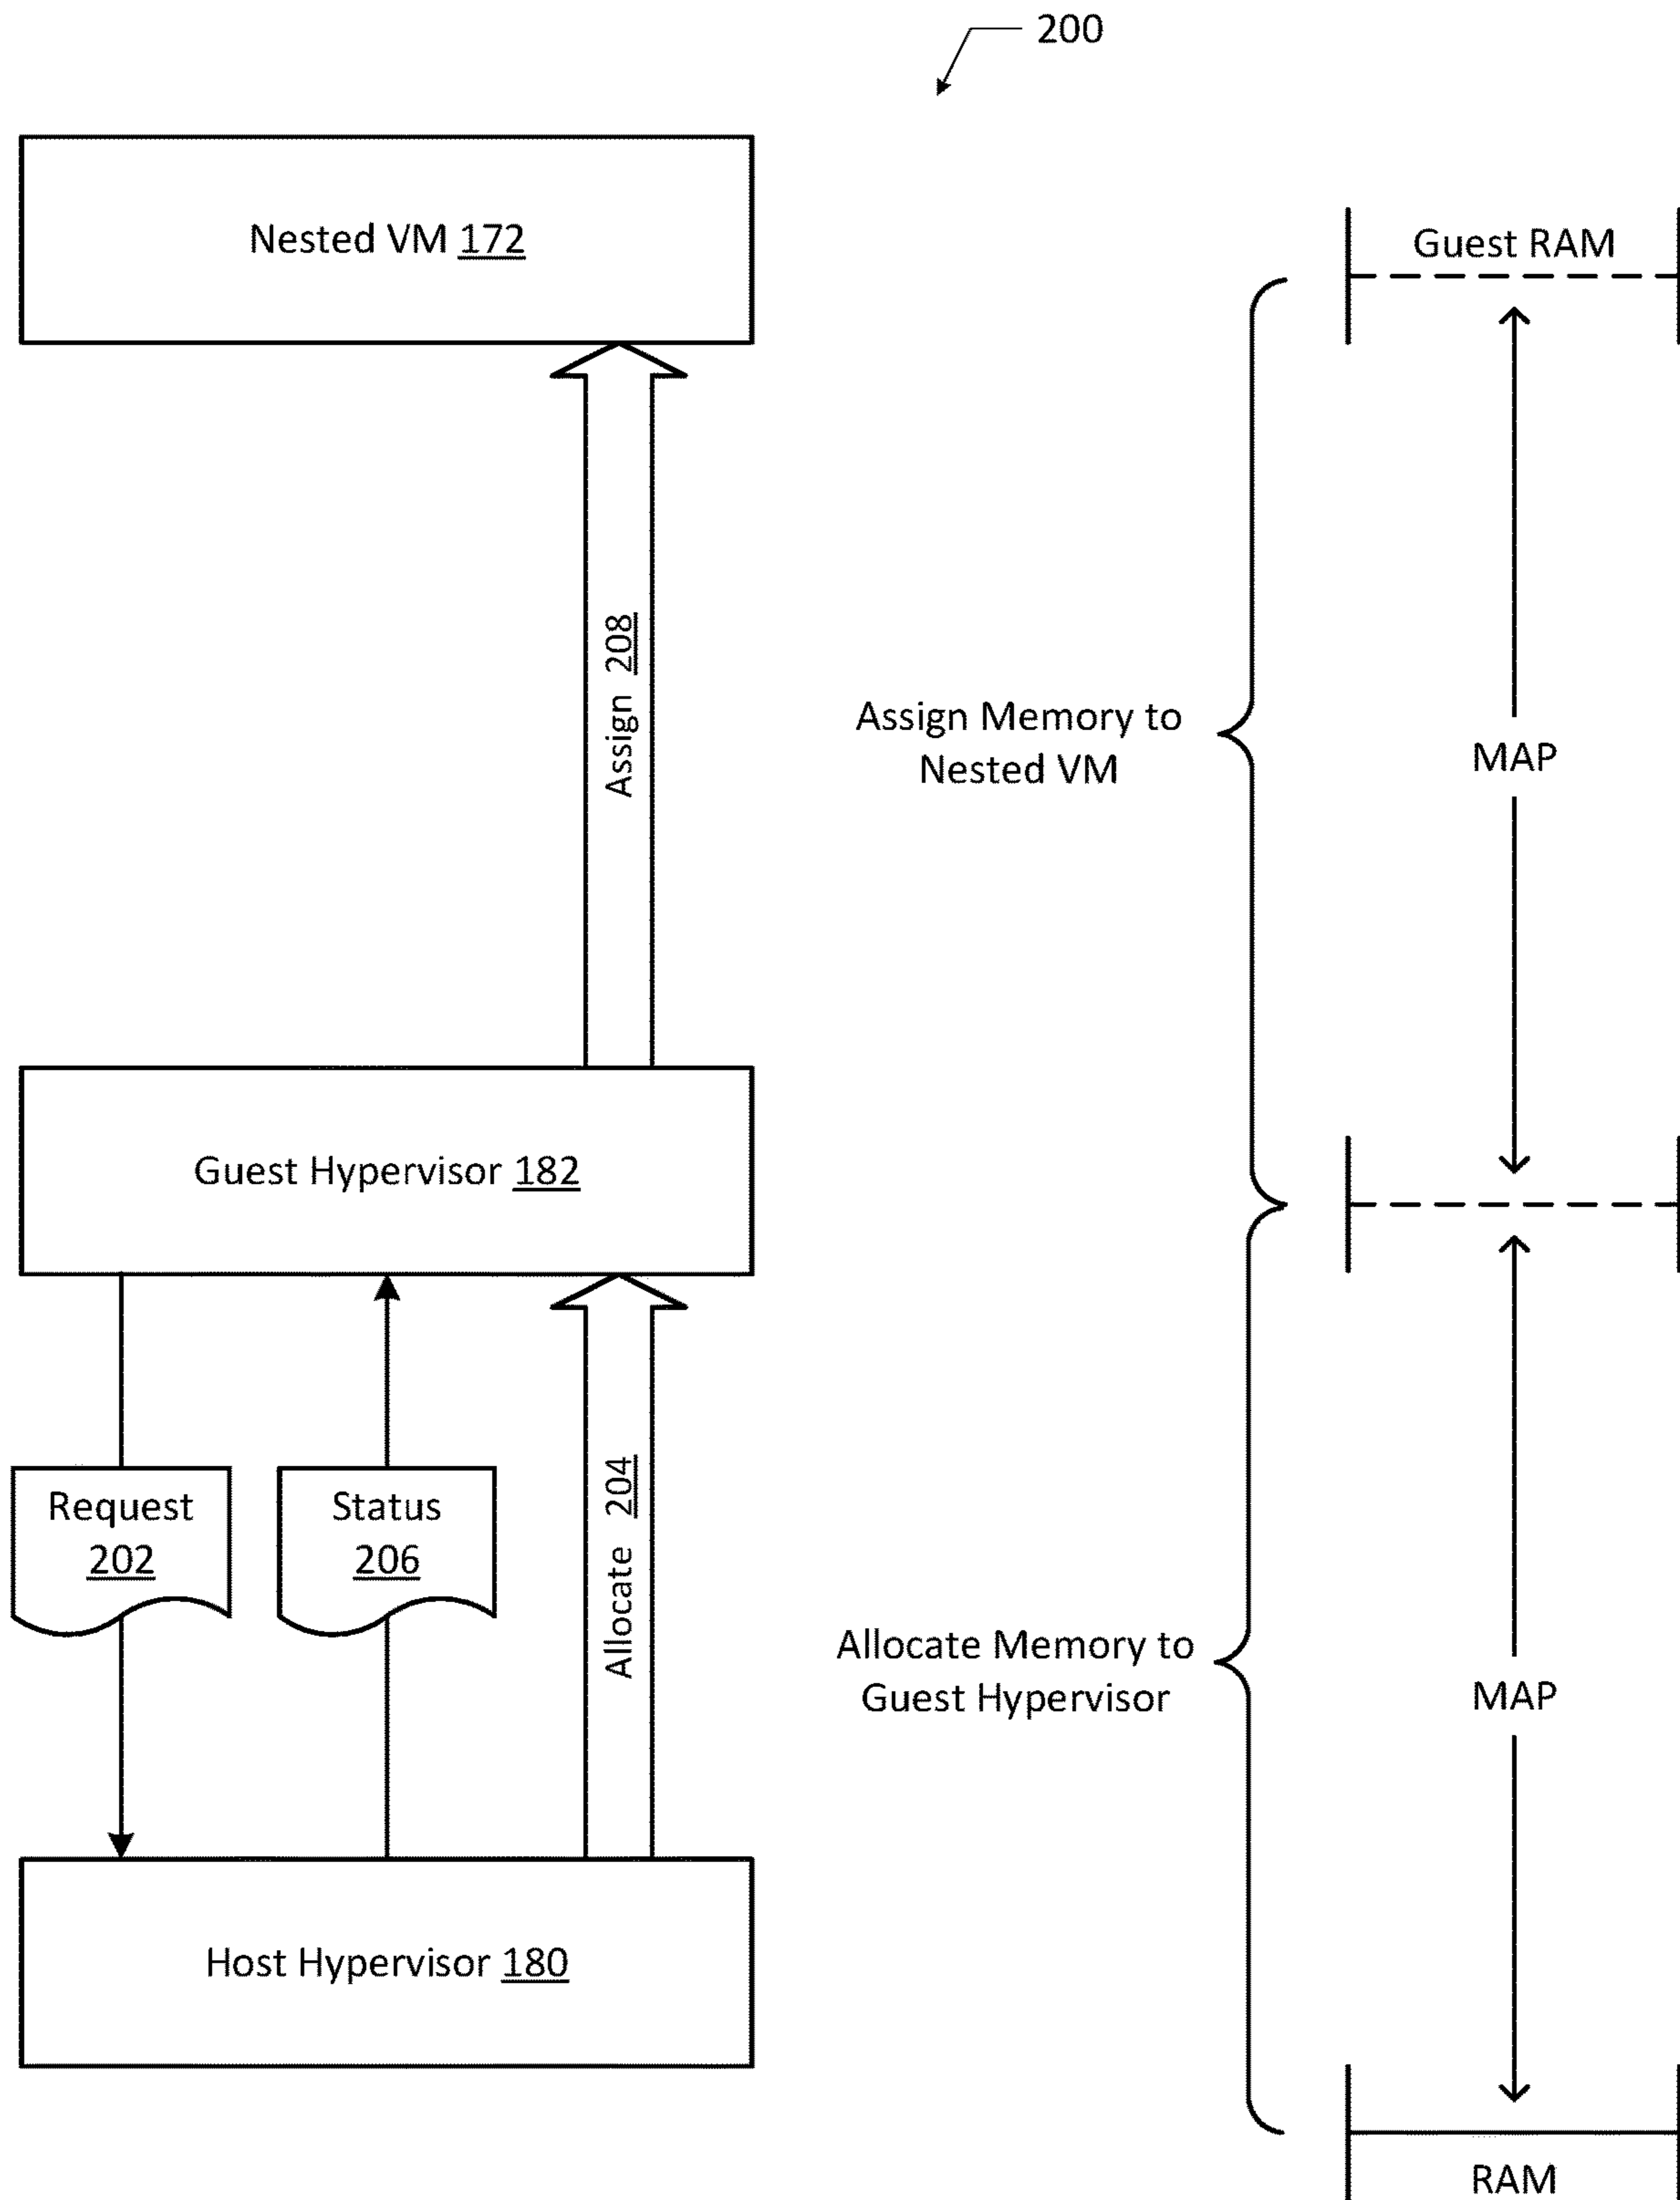 200
Nested VM 172
Guest RAM
Assign 208
Assign Memory to
Nested VM
MAP
Guest Hypervisor 182
Request
202
Status
206
Allocate 204
Allocate Memory to
Guest Hypervisor
MAP
Host Hypervisor 180
RAM